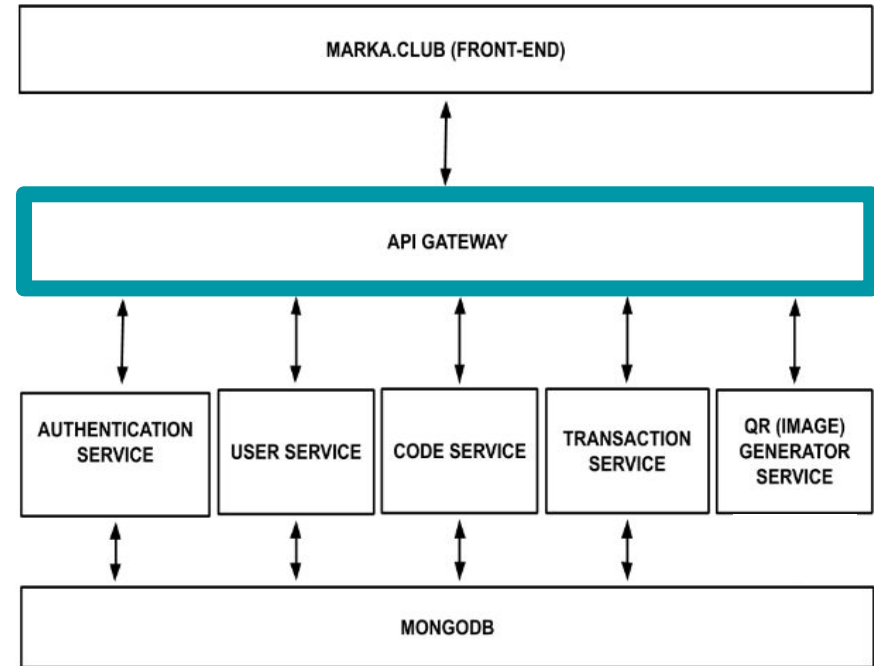 MARKA.CLUB (FRONT-END)
API GATEWAY
AUTHENTICATION
SERVICE
USER SERVICE
CODE SERVICE
TRANSACTION
SERVICE
QR (IMAGE)
GENERATOR
SERVICE
MONGODB